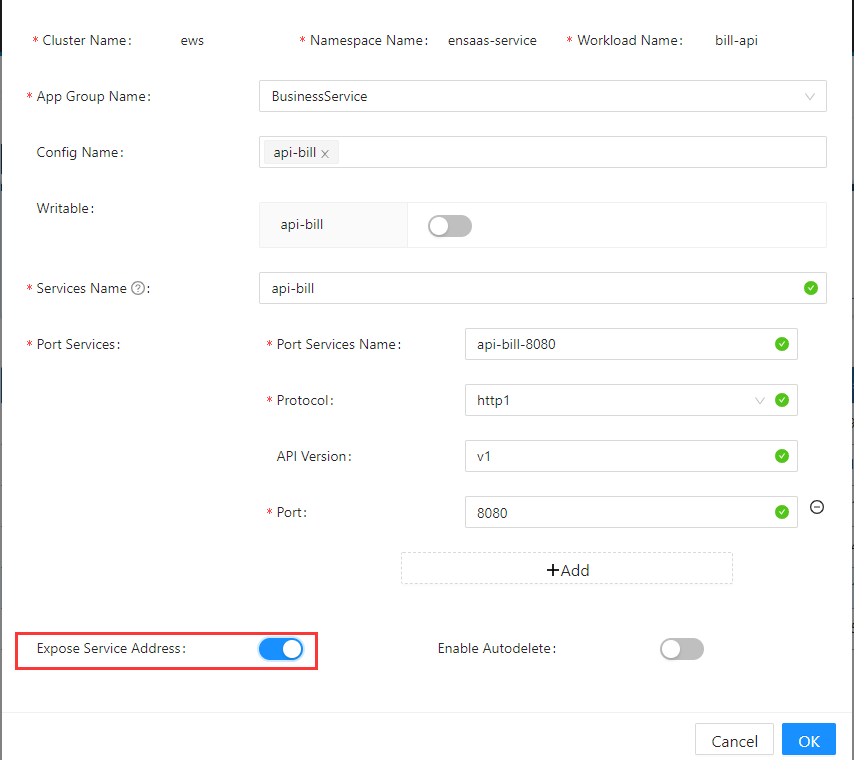 * Cluster Name: ews * Namespace Name: ensaas-service * Workload Name: bill-api
* App Group Name: BusinessService
Config Name: api-bill ×
Writable: api-bill
* Services Name ? : api-bill
* Port Services: * Port Services Name: api-bill-8080
* Protocol: http1
API Version: v1
* Port: 8080
+Add
Expose Service Address: Enable Autodelete:
Cancel OK